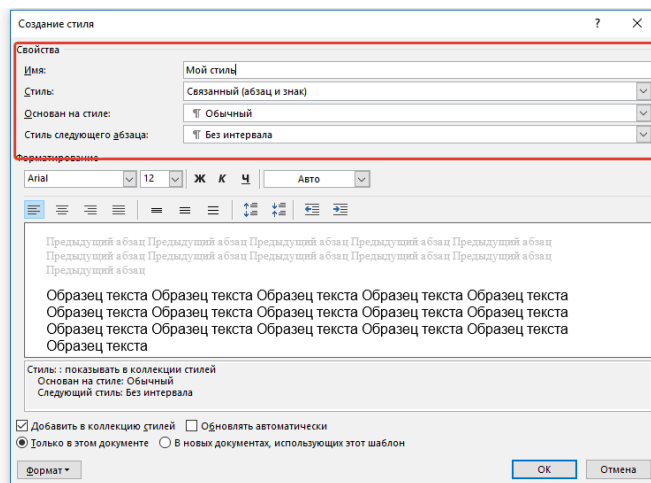 Создание стиля ? ×
Свойства
Имя: Мой стиль
Стиль: Связанный (абзац и знак)
Основан на стиле: ¶ Обычный
Стиль следующего абзаца: ¶ Без интервала
Форматирование
Arial 12 Ж К Ч Авто
Предыдущий абзац Предыдущий абзац Предыдущий абзац Предыдущий абзац Предыдущий абзац
Предыдущий абзац Предыдущий абзац Предыдущий абзац Предыдущий абзац Предыдущий абзац
Предыдущий абзац
Образец текста Образец текста Образец текста Образец текста Образец текста
Образец текста Образец текста Образец текста Образец текста Образец текста
Образец текста Образец текста Образец текста Образец текста Образец текста
Образец текста
Стиль: : показывать в коллекции стилей
Основан на стиле: Обычный
Следующий стиль: Без интервала
Добавить в коллекцию стилей Обновлять автоматически
Только в этом документе В новых документах, использующих этот шаблон
Формат ОК Отмена